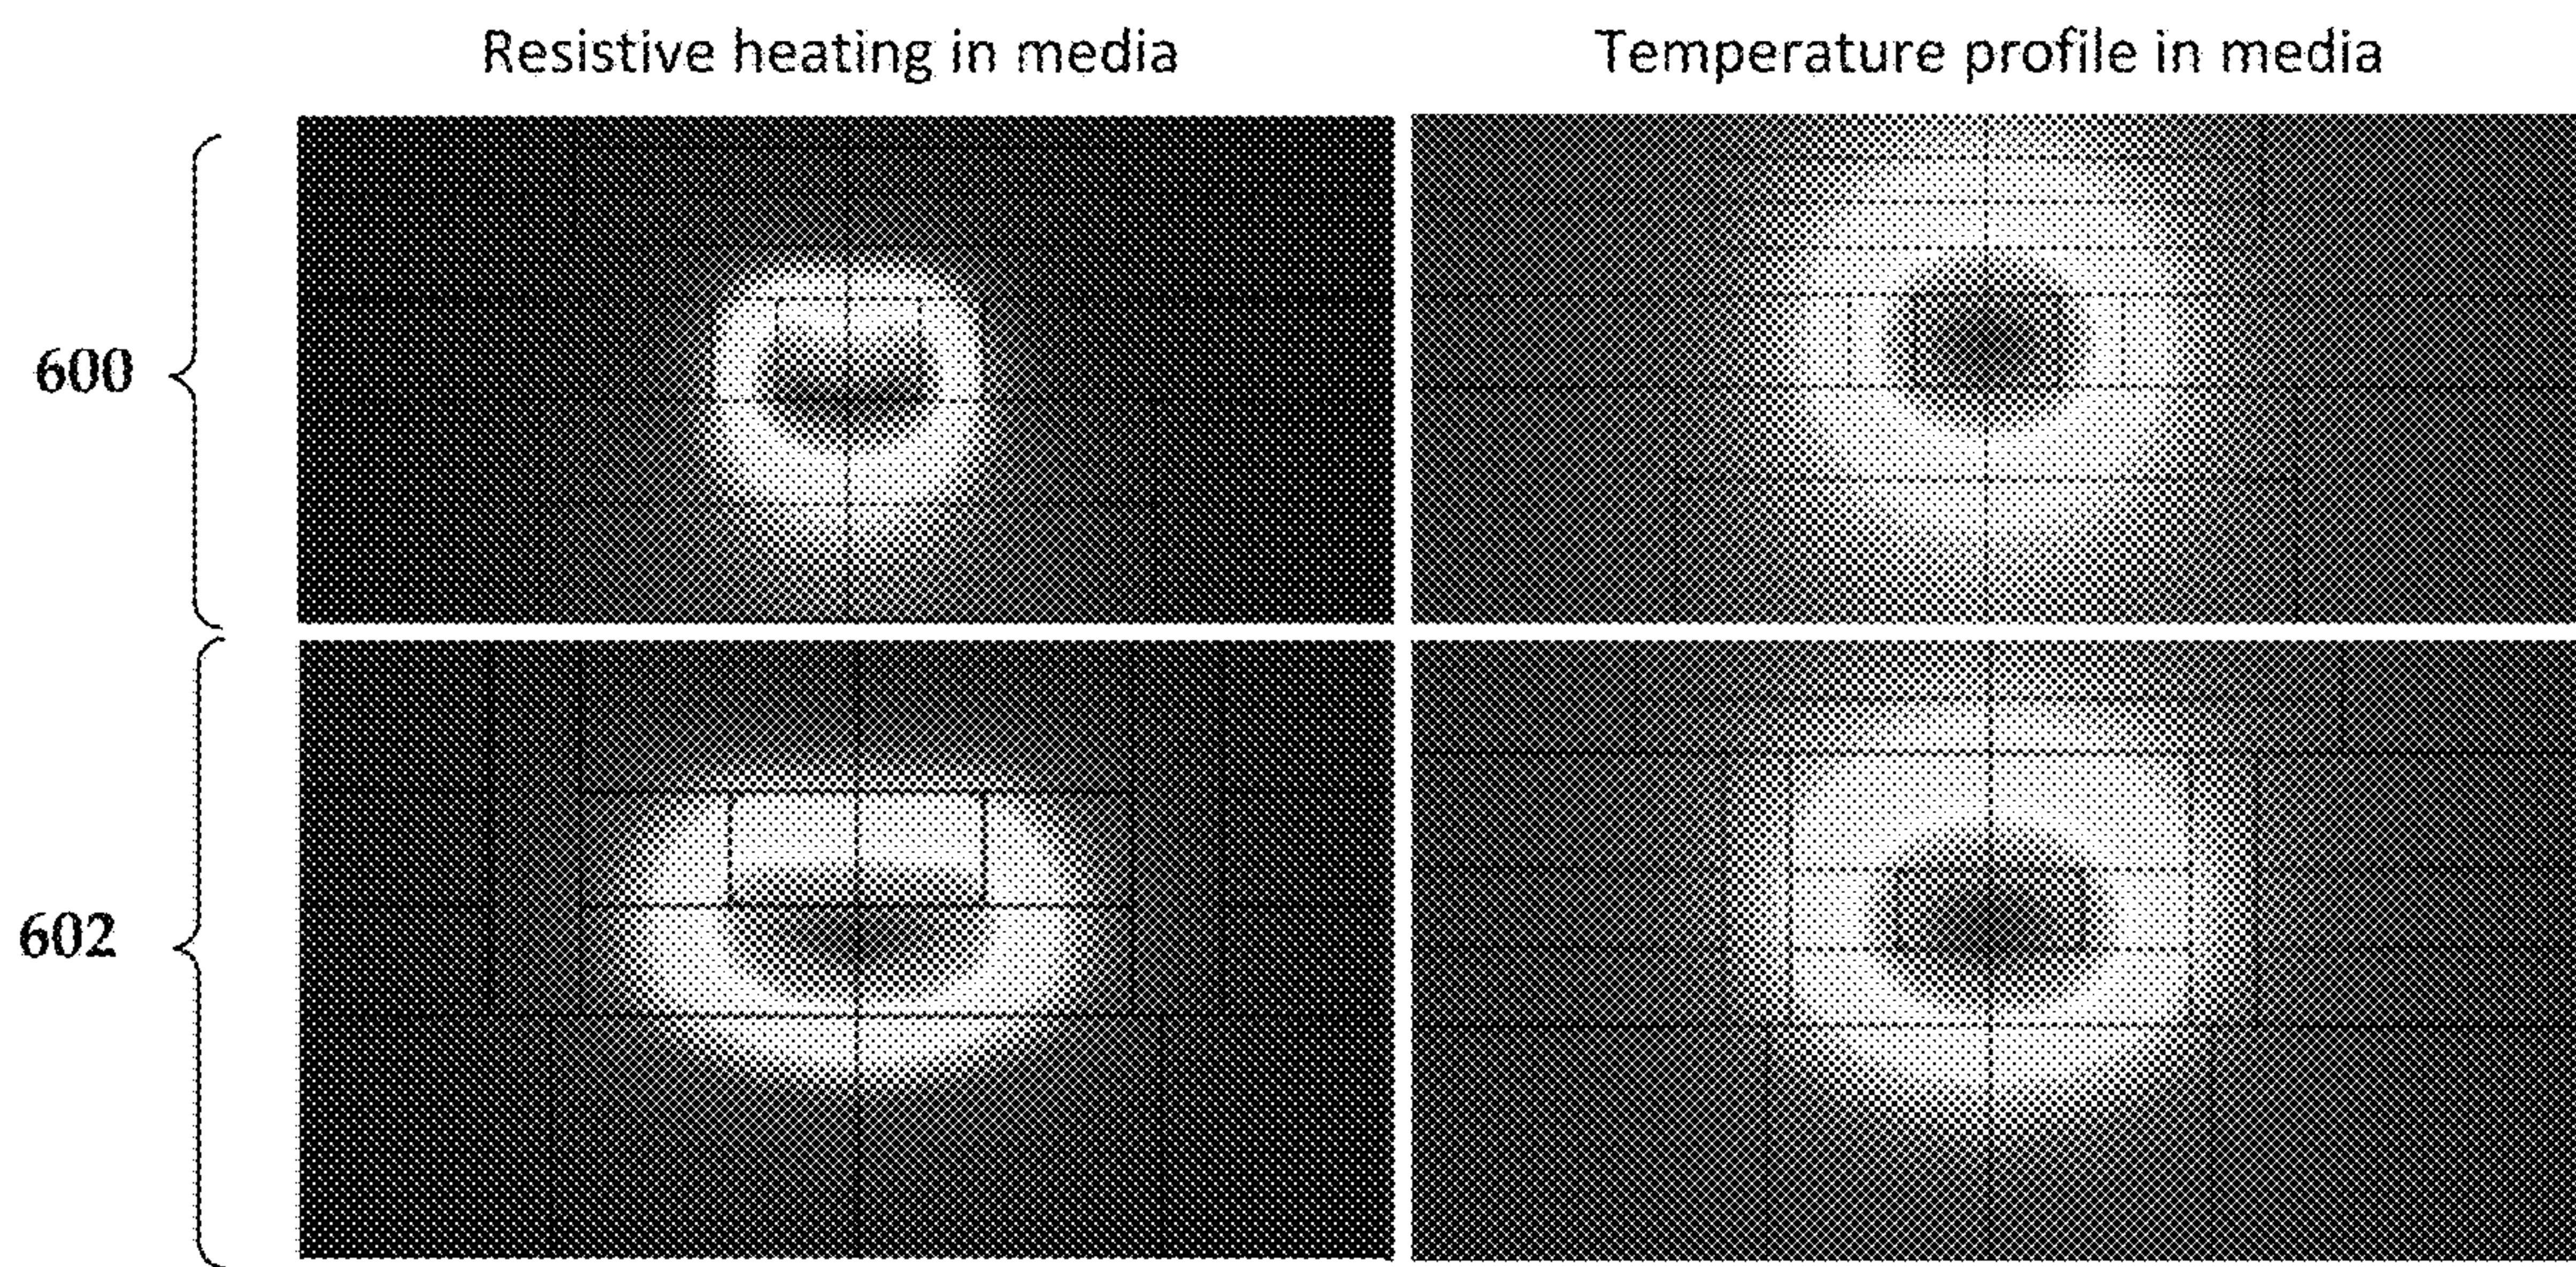 Resistive heating in media
Temperature profile in media
600
602